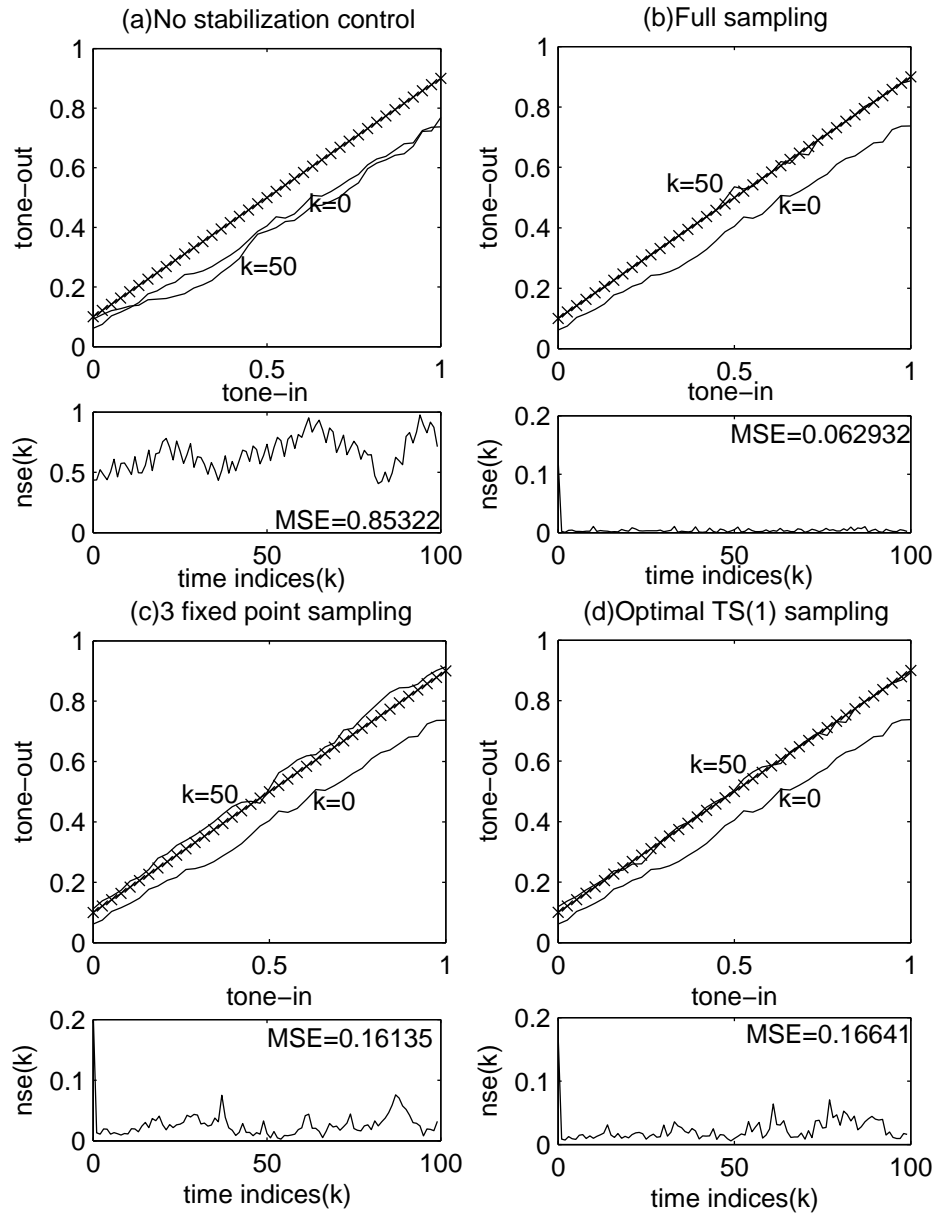 (a)No stabilization control
1
0.8
0.6
0.4
0.2
0
tone-out
k=0
k=50
0 0.5 1
tone-in
1
0.5
0
nse(k)
MSE=0.85322
0 50 100
time indices(k)
(b)Full sampling
1
0.8
0.6
0.4
0.2
0
tone-out
k=50
k=0
0 0.5 1
tone-in
0.2
0.1
0
nse(k)
MSE=0.062932
0 50 100
time indices(k)
(c)3 fixed point sampling
1
0.8
0.6
0.4
0.2
0
tone-out
k=50
k=0
0 0.5 1
tone-in
0.2
0.1
0
nse(k)
MSE=0.16135
0 50 100
time indices(k)
(d)Optimal TS(1) sampling
1
0.8
0.6
0.4
0.2
0
tone-out
k=50
k=0
0 0.5 1
tone-in
0.2
0.1
0
nse(k)
MSE=0.16641
0 50 100
time indices(k)